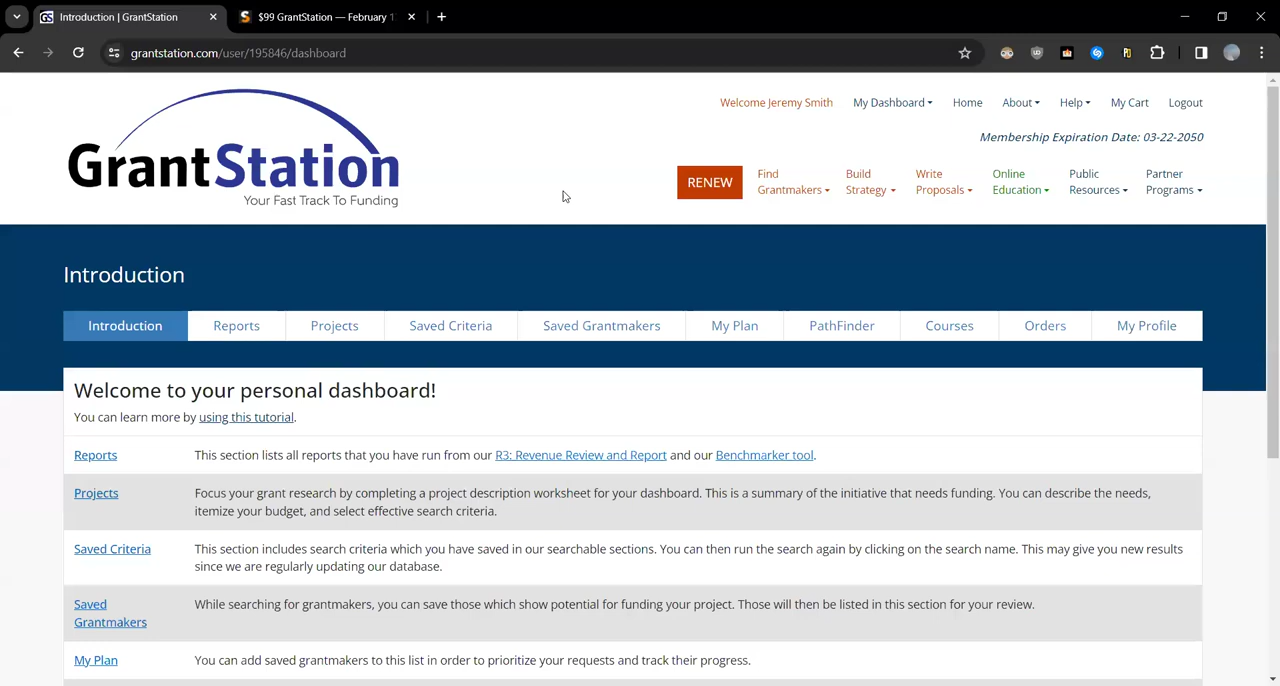 Introduction | GrantStation
$99 GrantStation — February 1
grantstation.com/user/195846/dashboard
Welcome Jeremy Smith My Dashboard Home About Help My Cart Logout
Membership Expiration Date: 03-22-2050
GrantStation
Your Fast Track To Funding
RENEW
Find Grantmakers
Build Strategy
Write Proposals
Online Education
Public Resources
Partner Programs
Introduction
Introduction Reports Projects Saved Criteria Saved Grantmakers My Plan PathFinder Courses Orders My Profile
Welcome to your personal dashboard!
You can learn more by using this tutorial.
Reports This section lists all reports that you have run from our R3: Revenue Review and Report and our Benchmarker tool.
Projects Focus your grant research by completing a project description worksheet for your dashboard. This is a summary of the initiative that needs funding. You can describe the needs,
itemize your budget, and select effective search criteria.
Saved Criteria This section includes search criteria which you have saved in our searchable sections. You can then run the search again by clicking on the search name. This may give you new results
since we are regularly updating our database.
Saved While searching for grantmakers, you can save those which show potential for funding your project. Those will then be listed in this section for your review.
Grantmakers
My Plan You can add saved grantmakers to this list in order to prioritize your requests and track their progress.